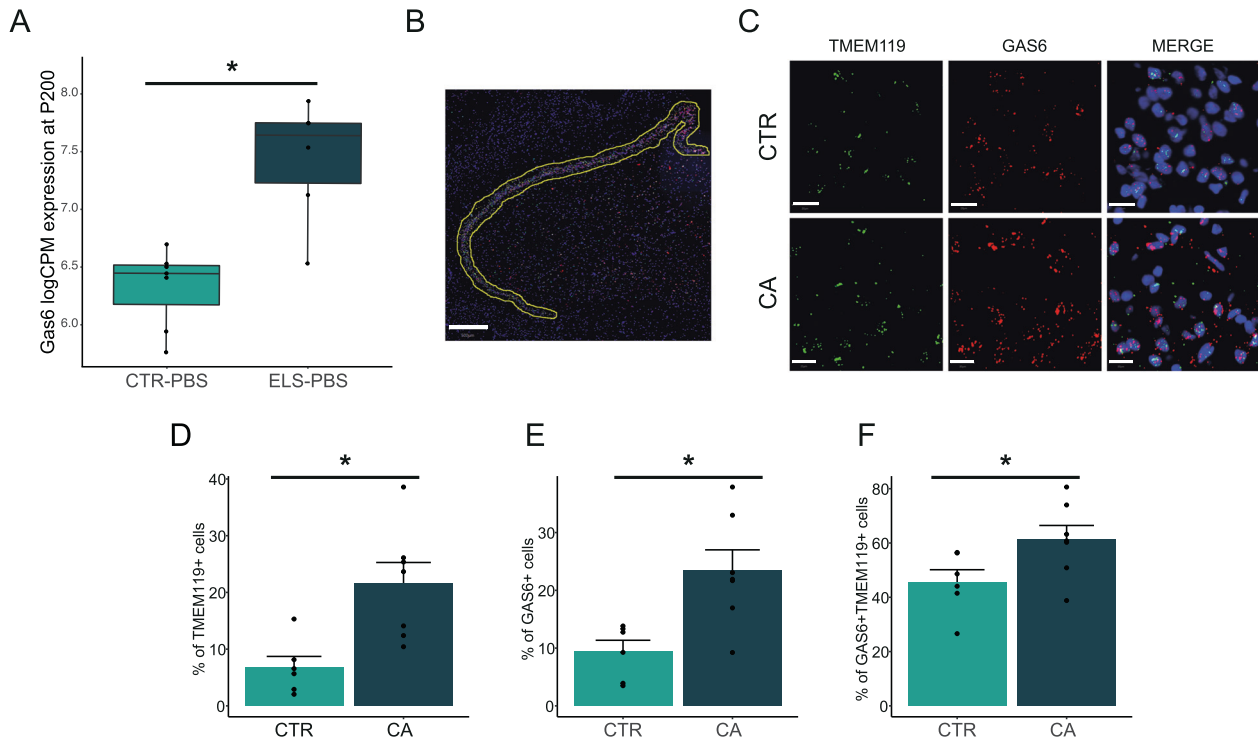 A
B
C
TMEM119
GAS6
MERGE
CTR
CA
Gas6 logCPM expression at P200
*
8.0
7.5
7.0
6.5
6.0
CTR-PBS
ELS-PBS
D
E
F
% of TMEM119+ cells
*
40
30
20
10
0
CTR
CA
% of GAS6+ cells
*
30
20
10
0
CTR
CA
% of GAS6+TMEM119+ cells
*
80
60
40
20
0
CTR
CA